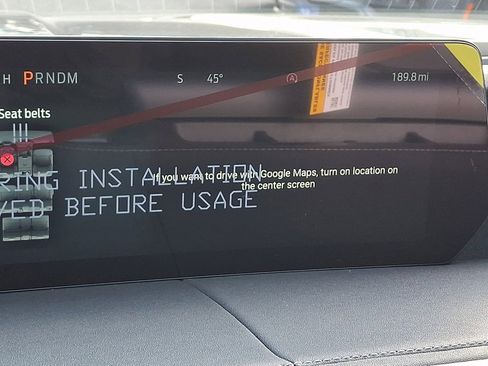 H PRNDM S 45° A 189.8 mi
Seat belts
If you want to drive with Google Maps, turn on location on
the center screen
RING INSTALLATION
VED BEFORE USAGE